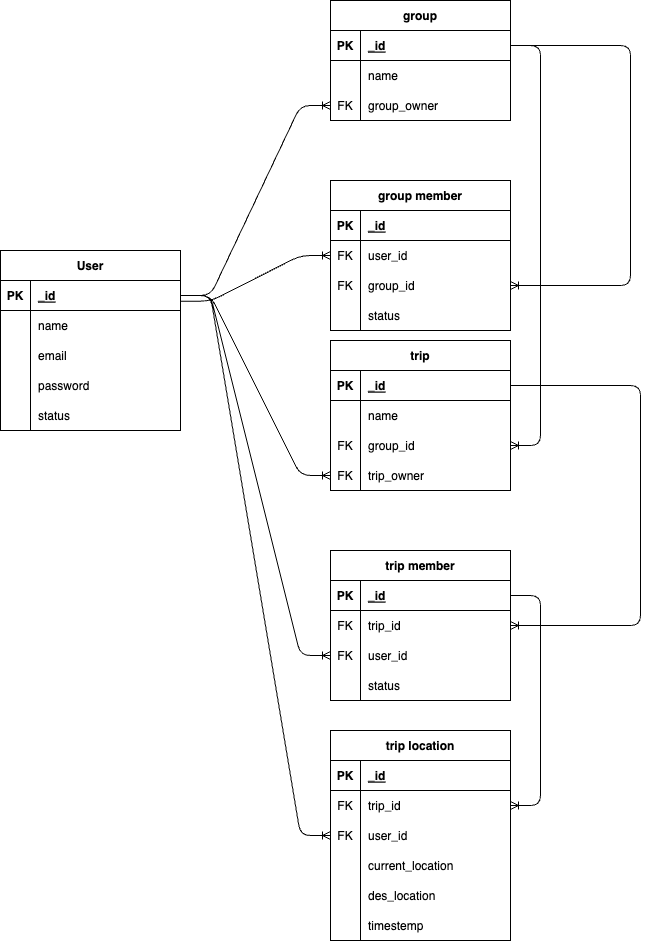 group
PK _id
name
FK group_owner
group member
PK _id
FK user_id
FK group_id
status
User
PK _id
name
email
password
status
trip
PK _id
name
FK group_id
FK trip_owner
trip member
PK _id
FK trip_id
FK user_id
status
trip location
PK _id
FK trip_id
FK user_id
current_location
des_location
timestemp